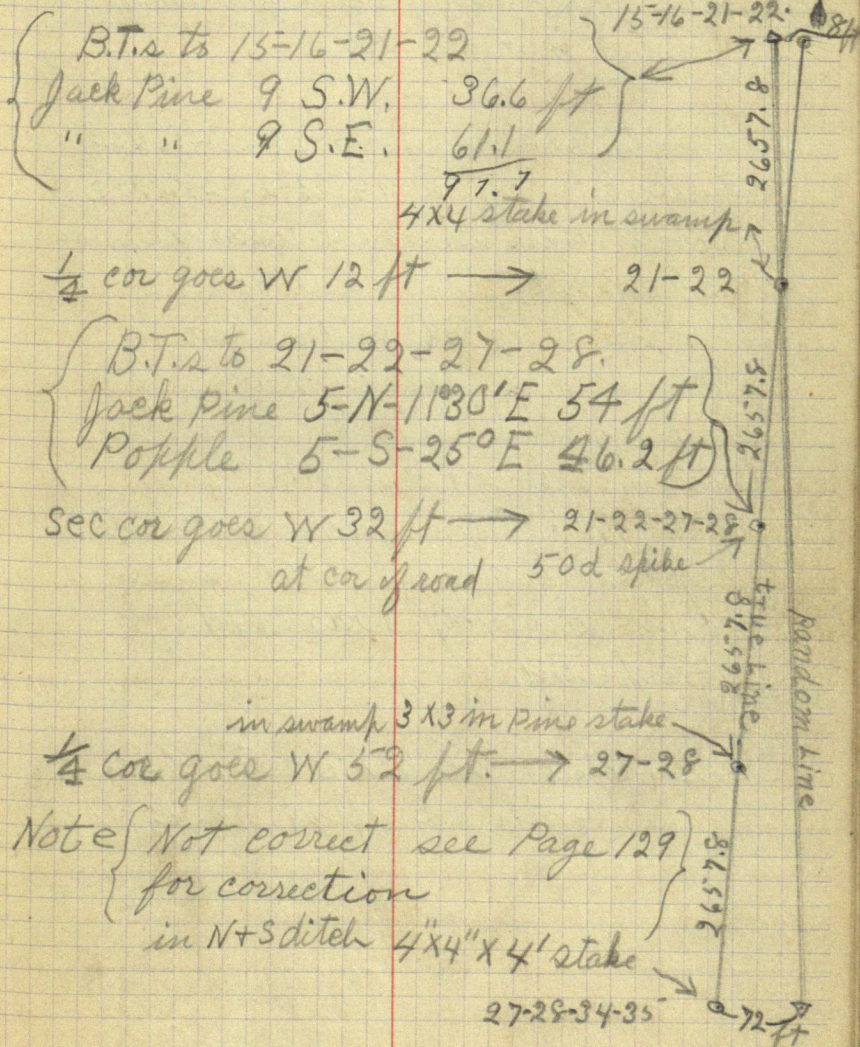 15-16-21-22. 8 ft
B.T.s to 15-16-21-22
Jack Pine 9 S.W. 36.6 ft
" " 9 S.E. 61.1
97.7
2657.8
4x4 stake in swamp
1/4 cor goes W 12 ft → 21-22
B.T.s to 21-22-27-28.
Jack Pine 5-N-11°30'E 54 ft
Popple 5-S-25°E 46.2 ft
2657.8
Sec cor goes W 32 ft → 21-22-27-28
at cor of road 50d spike
2657.8
true Line
Random Line
in swamp 3x3 in Pine stake
1/4 cor goes W 52 ft. → 27-28
Note Not correct see Page 129
for correction
2657.8
in N+S ditch 4"x4"x4' stake
27-28-34-35
72 ft